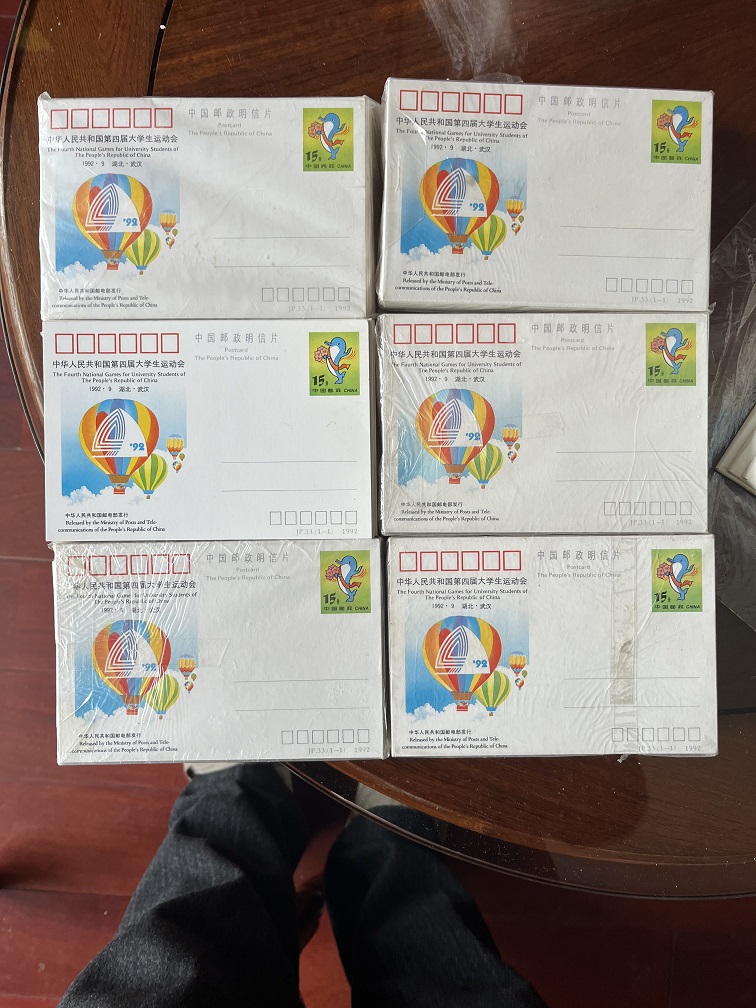 中国邮政明信片
Postcard
The People's Republic of China
中华人民共和国第四届大学生运动会
The Fourth National Games for University Students of
The People's Republic of China
1992·9 湖北·武汉
15分
中国邮政 CHINA
'92
中华人民共和国邮电部发行
Released by the Ministry of Posts and Tele-
communications of the People's Republic of China
JP.33(1-1) 1992
中国邮政明信片
Postcard
The People's Republic of China
中华人民共和国第四届大学生运动会
The Fourth National Games for University Students of
The People's Republic of China
1992·9 湖北·武汉
15分
中国邮政 CHINA
'92
中华人民共和国邮电部发行
Released by the Ministry of Posts and Tele-
communications of the People's Republic of China
JP.33(1-1) 1992
中国邮政明信片
Postcard
The People's Republic of China
中华人民共和国第四届大学生运动会
The Fourth National Games for University Students of
The People's Republic of China
1992·9 湖北·武汉
15分
中国邮政 CHINA
'92
中华人民共和国邮电部发行
Released by the Ministry of Posts and Tele-
communications of the People's Republic of China
JP.33(1-1) 1992
中国邮政明信片
Postcard
The People's Republic of China
中华人民共和国第四届大学生运动会
The Fourth National Games for University Students of
The People's Republic of China
1992·9 湖北·武汉
15分
中国邮政 CHINA
'92
中华人民共和国邮电部发行
Released by the Ministry of Posts and Tele-
communications of the People's Republic of China
JP.33(1-1) 1992
中国邮政明信片
Postcard
The People's Republic of China
中华人民共和国第四届大学生运动会
The Fourth National Games for University Students of
The People's Republic of China
1992·9 湖北·武汉
15分
中国邮政 CHINA
'92
中华人民共和国邮电部发行
Released by the Ministry of Posts and Tele-
communications of the People's Republic of China
JP.33(1-1) 1992
中国邮政明信片
Postcard
The People's Republic of China
中华人民共和国第四届大学生运动会
The Fourth National Games for University Students of
The People's Republic of China
1992·9 湖北·武汉
15分
中国邮政 CHINA
'92
中华人民共和国邮电部发行
Released by the Ministry of Posts and Tele-
communications of the People's Republic of China
JP.33(1-1) 1992